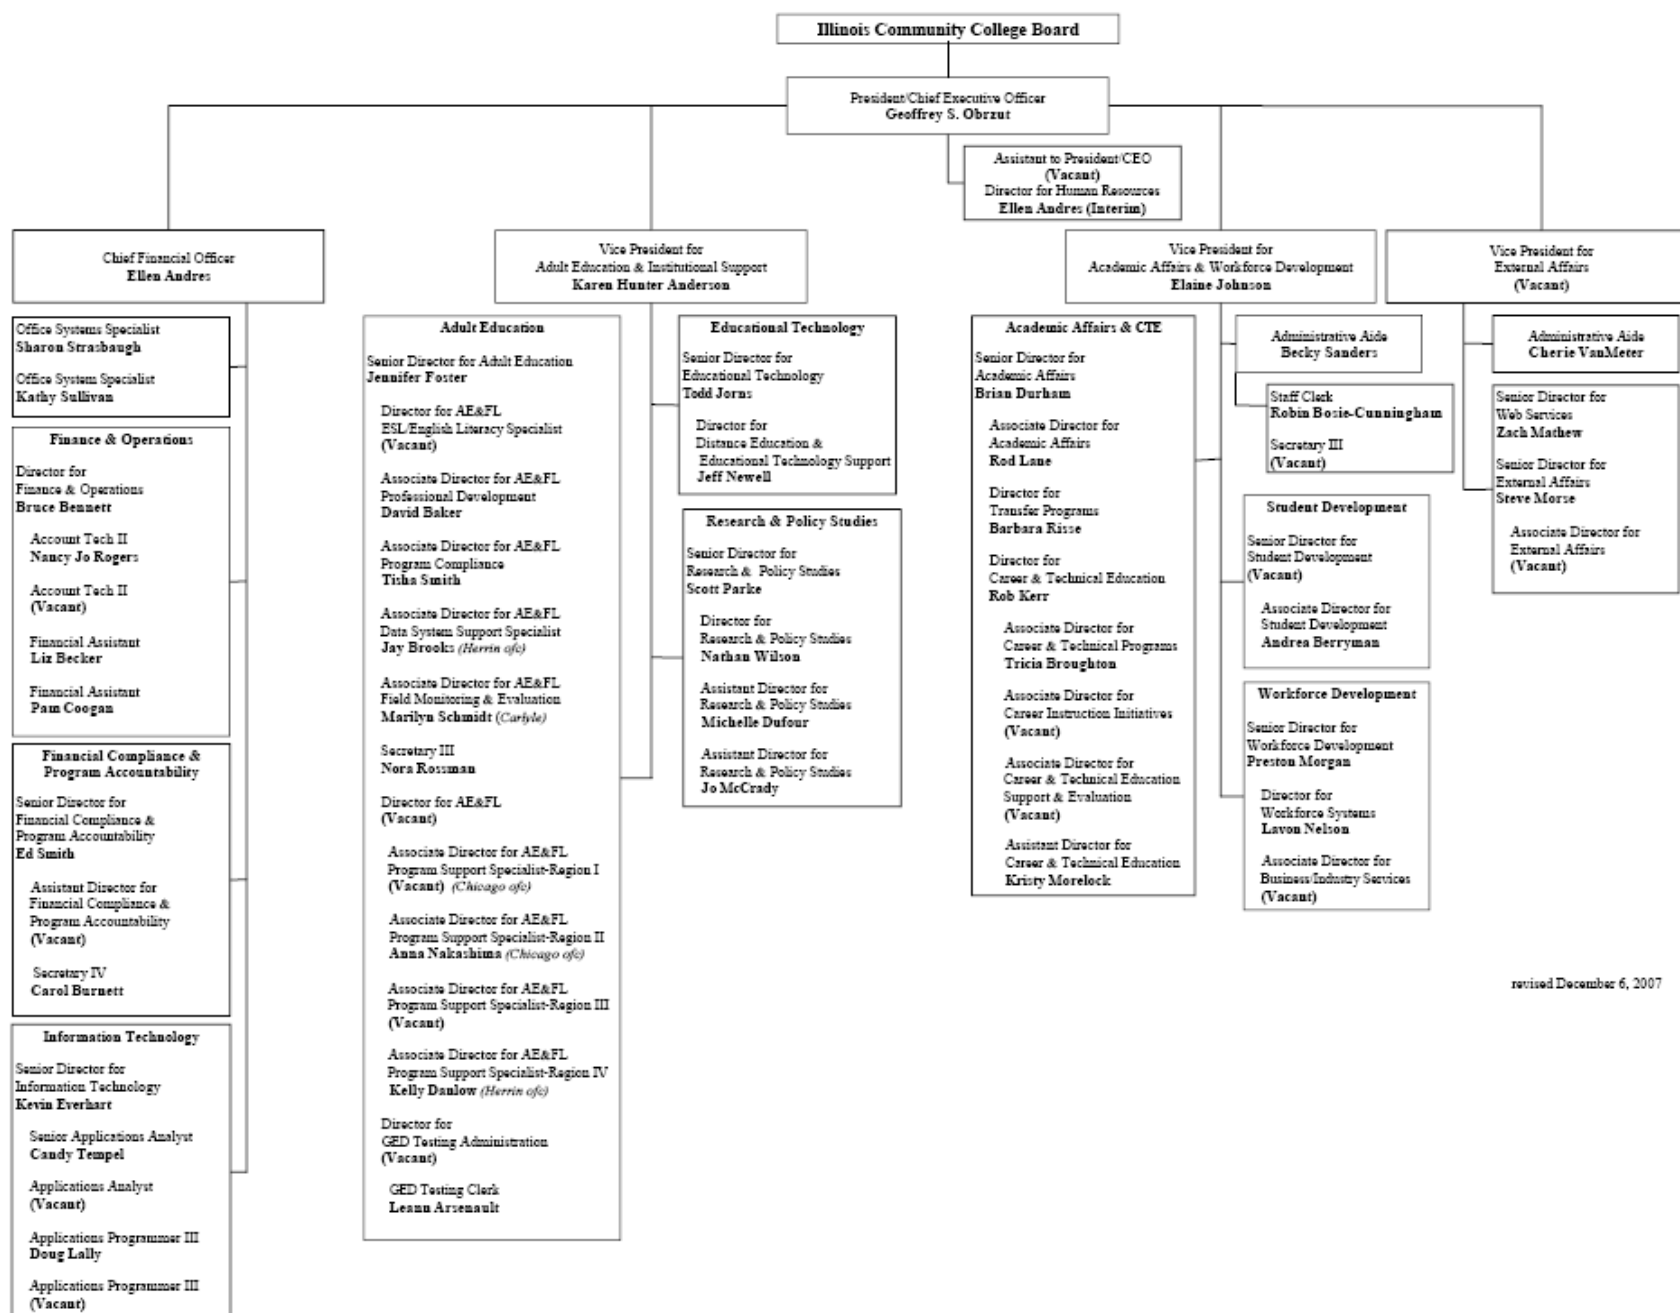 Illinois Community College Board
President/Chief Executive Officer
Geoffrey S. Obrzut
Assistant to President/CEO
(Vacant)
Director for Human Resources
Ellen Andres (Interim)
Chief Financial Officer
Ellen Andres
Office Systems Specialist
Sharon Strasbaugh
Office System Specialist
Kathy Sullivan
Finance & Operations
Director for
Finance & Operations
Bruce Bennett
Account Tech II
Nancy Jo Rogers
Account Tech II
(Vacant)
Financial Assistant
Liz Becker
Financial Assistant
Pam Coogan
Financial Compliance &
Program Accountability
Senior Director for
Financial Compliance &
Program Accountability
Ed Smith
Assistant Director for
Financial Compliance &
Program Accountability
(Vacant)
Secretary IV
Carol Burnett
Information Technology
Senior Director for
Information Technology
Kevin Everhart
Senior Applications Analyst
Candy Tempel
Applications Analyst
(Vacant)
Applications Programmer III
Doug Lally
Applications Programmer III
(Vacant)
Vice President for
Adult Education & Institutional Support
Karen Hunter Anderson
Adult Education
Senior Director for Adult Education
Jennifer Foster
Director for AE&FL
ESL/English Literacy Specialist
(Vacant)
Associate Director for AE&FL
Professional Development
David Baker
Associate Director for AE&FL
Program Compliance
Tisha Smith
Associate Director for AE&FL
Data System Support Specialist
Jay Brooks (Herrin ofc)
Associate Director for AE&FL
Field Monitoring & Evaluation
Marilyn Schmidt (Carlyle)
Secretary III
Nora Rossman
Director for AE&FL
(Vacant)
Associate Director for AE&FL
Program Support Specialist-Region I
(Vacant) (Chicago ofc)
Associate Director for AE&FL
Program Support Specialist-Region II
Anna Nakashima (Chicago ofc)
Associate Director for AE&FL
Program Support Specialist-Region III
(Vacant)
Associate Director for AE&FL
Program Support Specialist-Region IV
Kelly Danlow (Herrin ofc)
Director for
GED Testing Administration
(Vacant)
GED Testing Clerk
Leann Arsenault
Educational Technology
Senior Director for
Educational Technology
Todd Jorns
Director for
Distance Education &
Educational Technology Support
Jeff Newell
Research & Policy Studies
Senior Director for
Research & Policy Studies
Scott Parke
Director for
Research & Policy Studies
Nathan Wilson
Assistant Director for
Research & Policy Studies
Michelle Dufour
Assistant Director for
Research & Policy Studies
Jo McCrady
Vice President for
Academic Affairs & Workforce Development
Elaine Johnson
Academic Affairs & CTE
Senior Director for
Academic Affairs
Brian Durham
Associate Director for
Academic Affairs
Rod Lane
Director for
Transfer Programs
Barbara Risse
Director for
Career & Technical Education
Rob Kerr
Associate Director for
Career & Technical Programs
Tricia Broughton
Associate Director for
Career Instruction Initiatives
(Vacant)
Associate Director for
Career & Technical Education
Support & Evaluation
(Vacant)
Assistant Director for
Career & Technical Education
Kristy Morelock
Administrative Aide
Becky Sanders
Staff Clerk
Robin Bosie-Cunningham
Secretary III
(Vacant)
Student Development
Senior Director for
Student Development
(Vacant)
Associate Director for
Student Development
Andrea Berryman
Workforce Development
Senior Director for
Workforce Development
Preston Morgan
Director for
Workforce Systems
Lavon Nelson
Associate Director for
Business/Industry Services
(Vacant)
Vice President for
External Affairs
(Vacant)
Administrative Aide
Cherie VanMeter
Senior Director for
Web Services
Zach Mathew
Senior Director for
External Affairs
Steve Morse
Associate Director for
External Affairs
(Vacant)
revised December 6, 2007